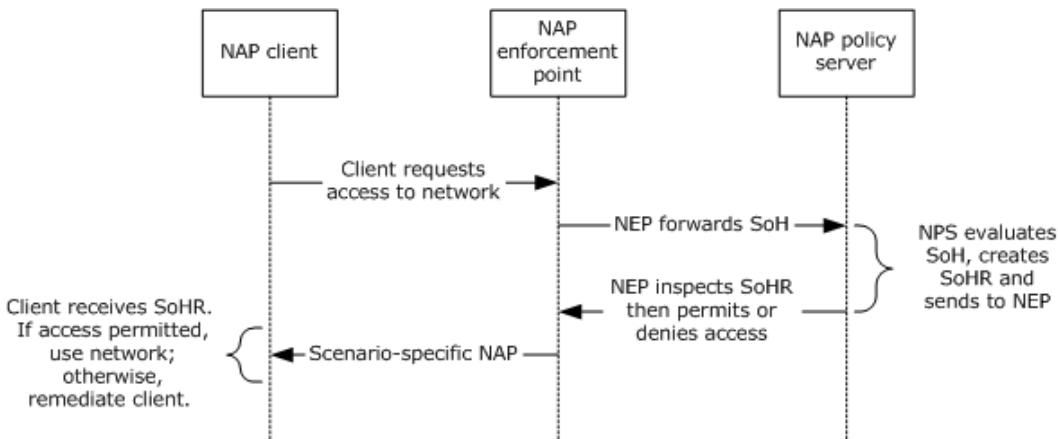 NAP client
NAP
enforcement
point
NAP policy
server
Client requests
access to network
NEP forwards SoH
NPS evaluates
SoH, creates
SoHR and
sends to NEP
NEP inspects SoHR
then permits or
denies access
Client receives SoHR.
If access permitted,
use network;
otherwise,
remediate client.
Scenario-specific NAP